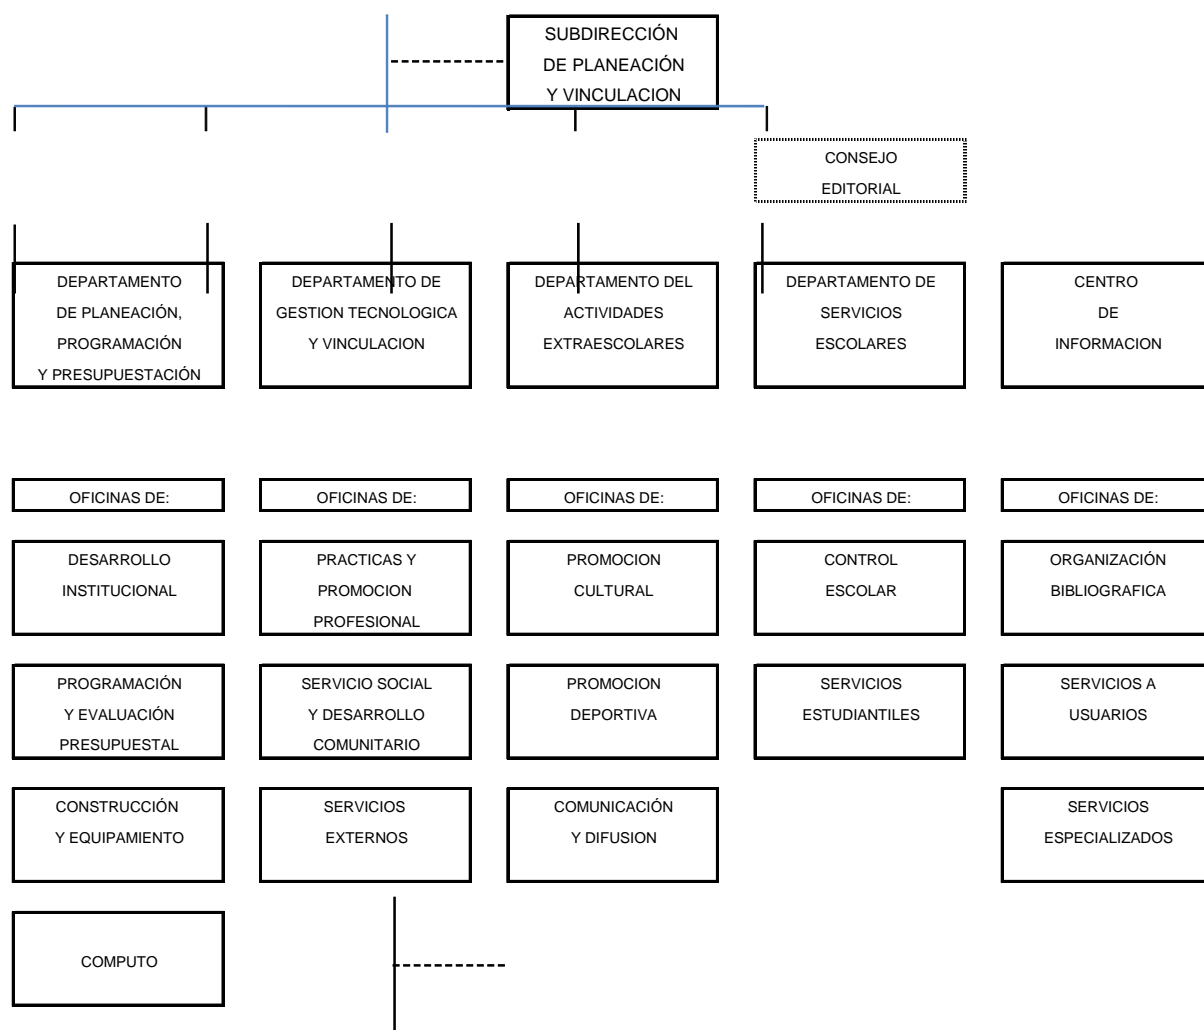 SUBDIRECCIÓN
DE PLANEACIÓN
Y VINCULACION
CONSEJO
EDITORIAL
DEPARTAMENTO
DE PLANEACIÓN,
PROGRAMACIÓN
Y PRESUPUESTACIÓN
DEPARTAMENTO DE
GESTION TECNOLOGICA
Y VINCULACION
DEPARTAMENTO DEL
ACTIVIDADES
EXTRAESCOLARES
DEPARTAMENTO DE
SERVICIOS
ESCOLARES
CENTRO
DE
INFORMACION
OFICINAS DE:
OFICINAS DE:
OFICINAS DE:
OFICINAS DE:
OFICINAS DE:
DESARROLLO
INSTITUCIONAL
PRACTICAS Y
PROMOCION
PROFESIONAL
PROMOCION
CULTURAL
CONTROL
ESCOLAR
ORGANIZACIÓN
BIBLIOGRAFICA
PROGRAMACIÓN
Y EVALUACIÓN
PRESUPUESTAL
SERVICIO SOCIAL
Y DESARROLLO
COMUNITARIO
PROMOCION
DEPORTIVA
SERVICIOS
ESTUDIANTILES
SERVICIOS A
USUARIOS
CONSTRUCCIÓN
Y EQUIPAMIENTO
SERVICIOS
EXTERNOS
COMUNICACIÓN
Y DIFUSION
SERVICIOS
ESPECIALIZADOS
COMPUTO